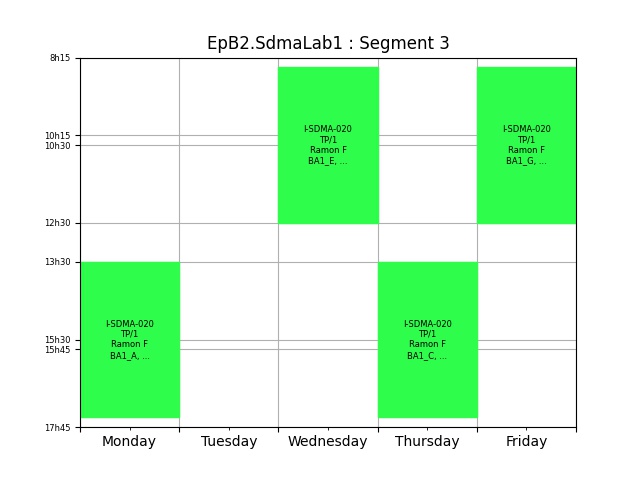 EpB2.SdmaLab1 : Segment 3
8h15
10h15
10h30
12h30
13h30
15h30
15h45
17h45
I-SDMA-020
TP/1
Ramon F
BA1_E, ...
I-SDMA-020
TP/1
Ramon F
BA1_G, ...
I-SDMA-020
TP/1
Ramon F
BA1_A, ...
I-SDMA-020
TP/1
Ramon F
BA1_C, ...
Monday Tuesday Wednesday Thursday Friday